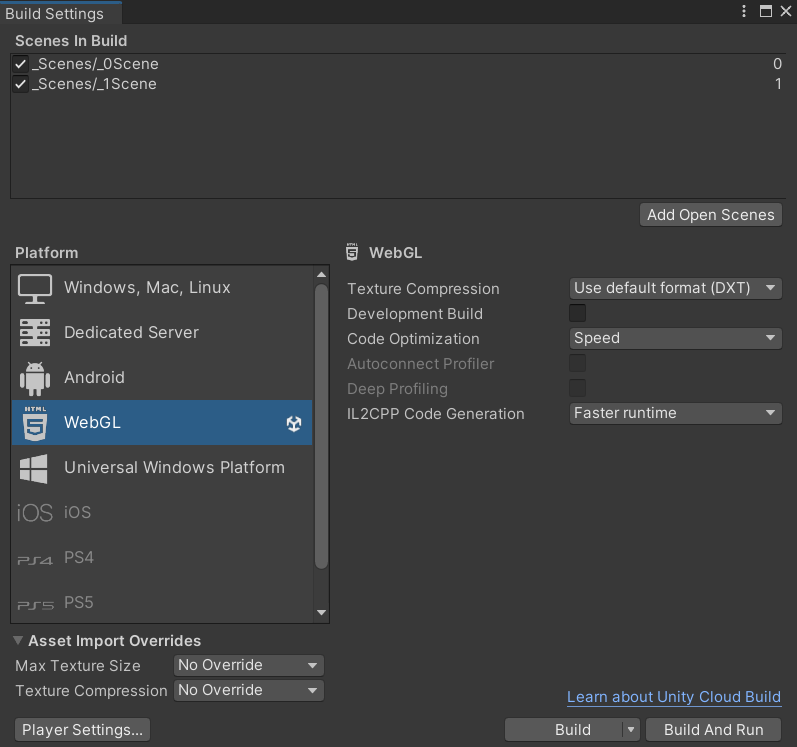 Build Settings
Scenes In Build
_Scenes/_0Scene 0
_Scenes/_1Scene 1
Add Open Scenes
Platform
Windows, Mac, Linux
Dedicated Server
Android
HTML
5
WebGL
Universal Windows Platform
iOS iOS
PS4 PS4
PS5 PS5
HTML
5
WebGL
Texture Compression Use default format (DXT)
Development Build
Code Optimization Speed
Autoconnect Profiler
Deep Profiling
IL2CPP Code Generation Faster runtime
Asset Import Overrides
Max Texture Size No Override
Texture Compression No Override
Learn about Unity Cloud Build
Player Settings... Build Build And Run